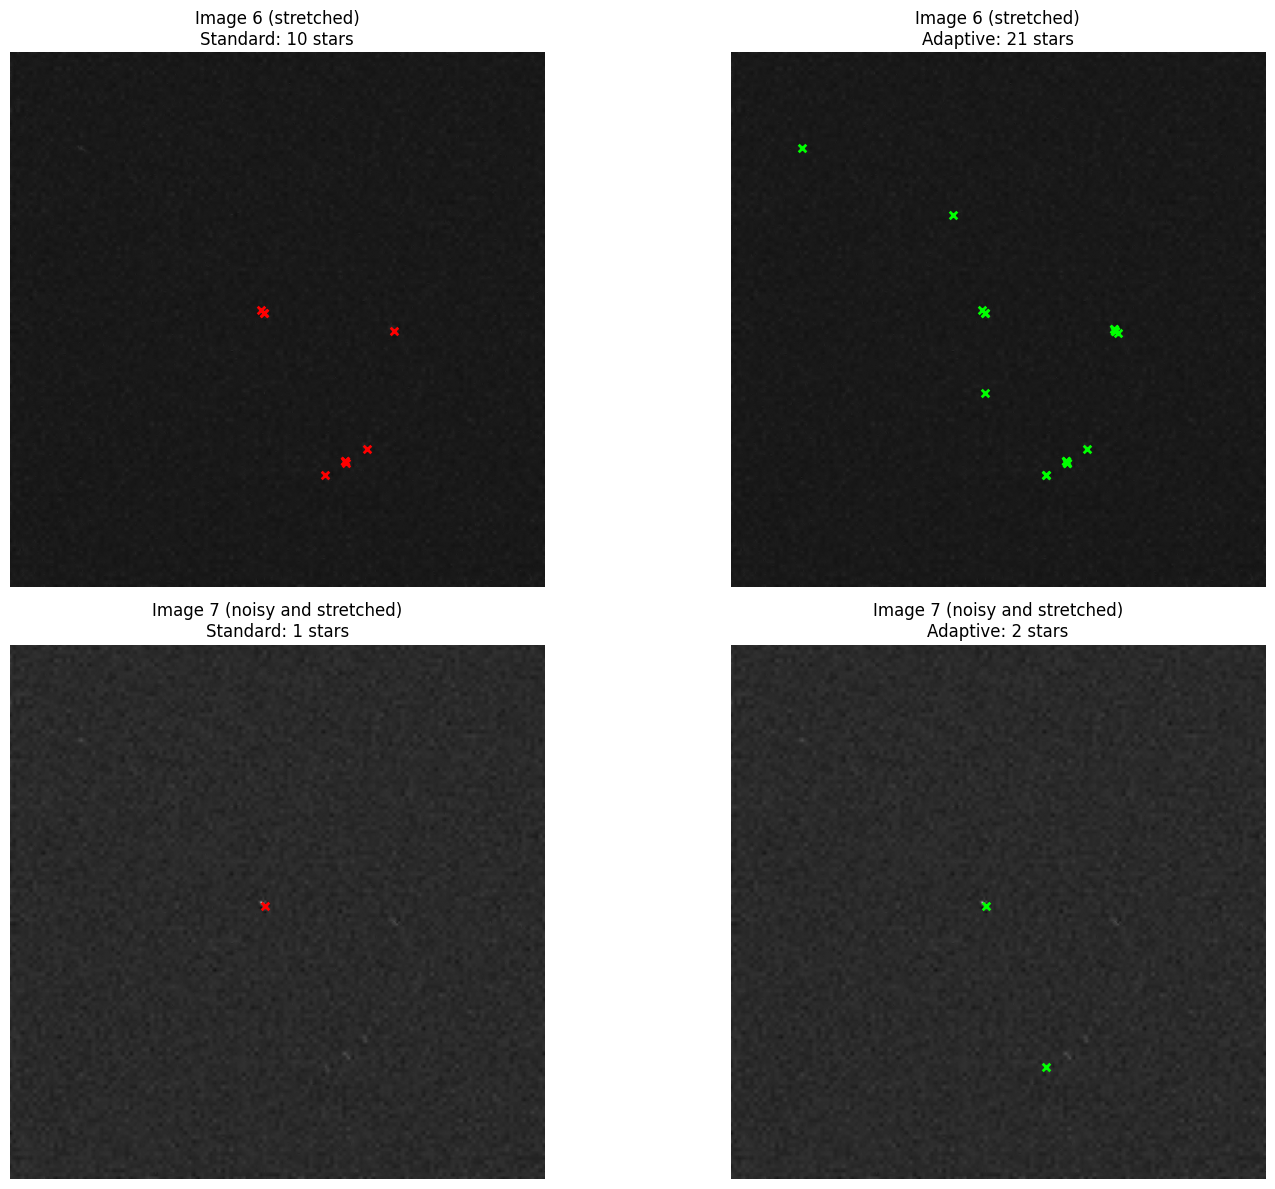 Image 6 (stretched)
Standard: 10 stars
Image 6 (stretched)
Adaptive: 21 stars
Image 7 (noisy and stretched)
Standard: 1 stars
Image 7 (noisy and stretched)
Adaptive: 2 stars